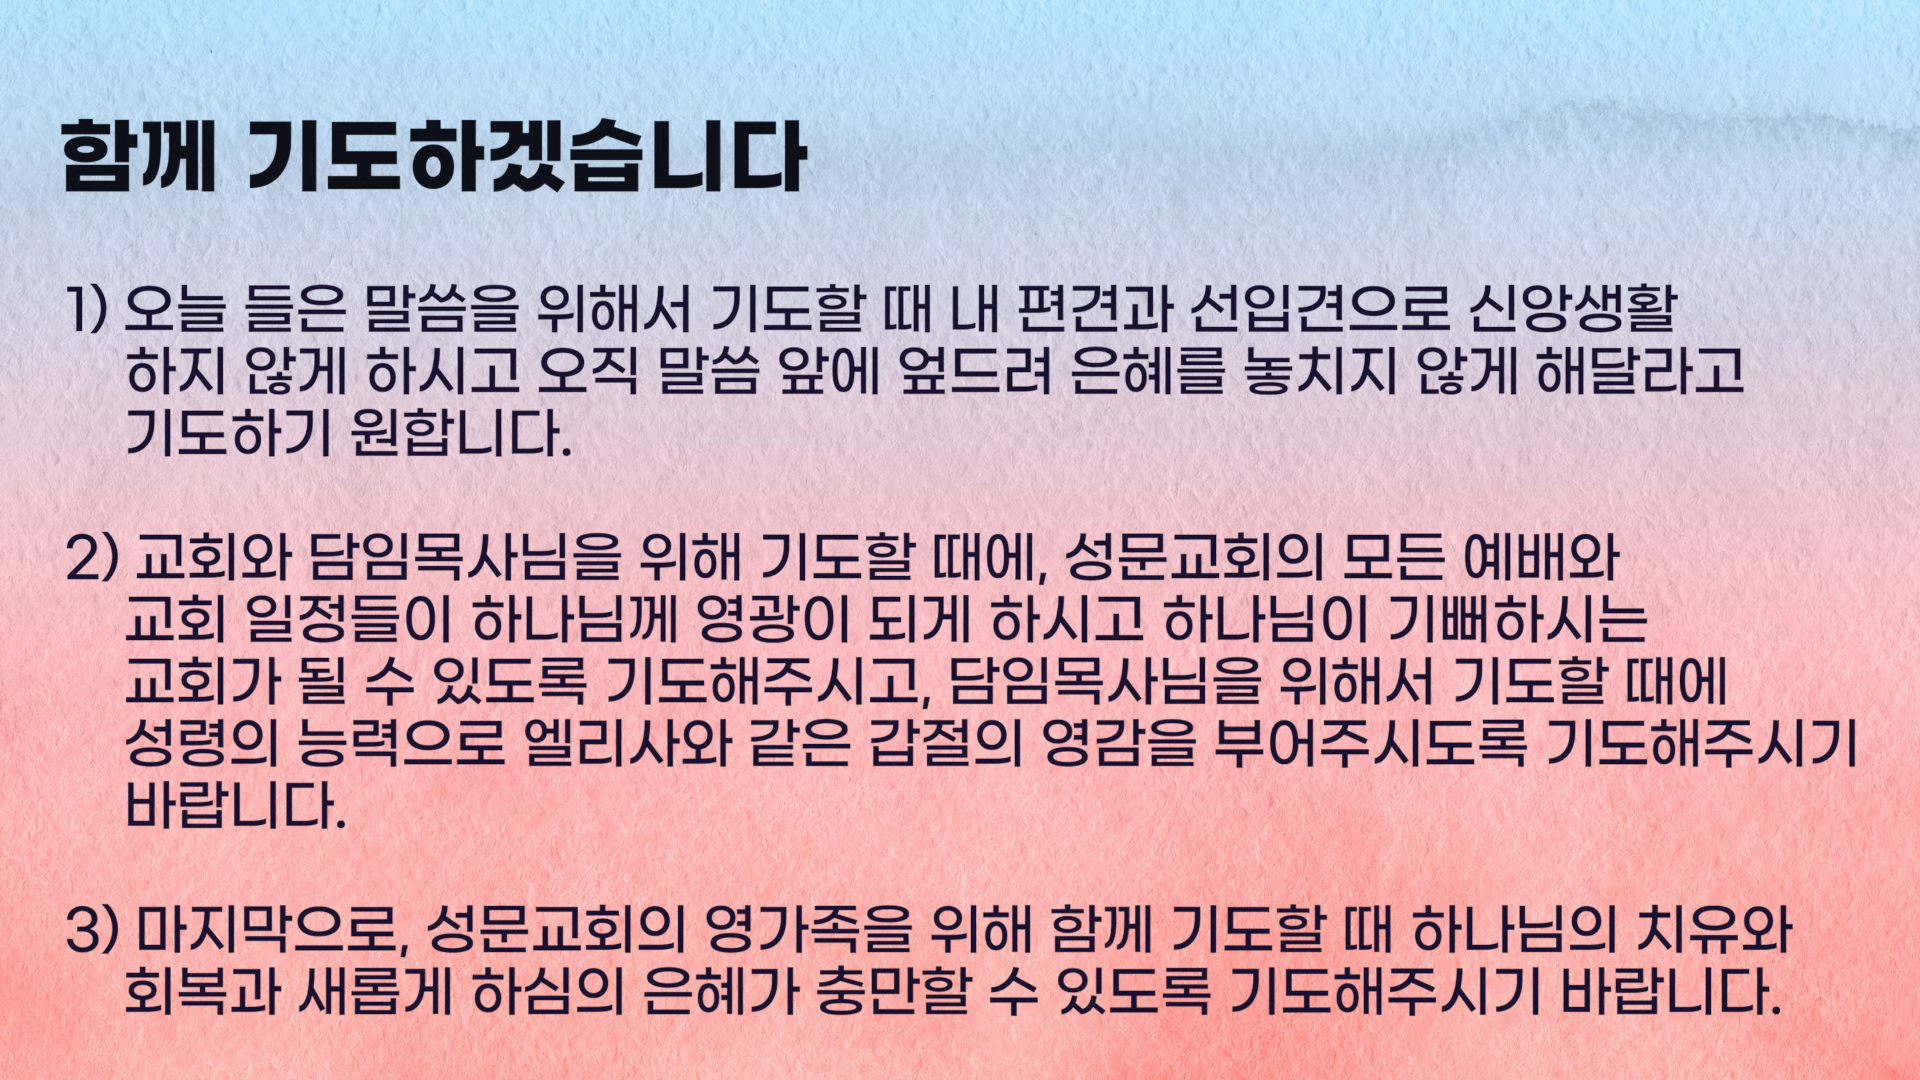 함께 기도하겠습니다
1) 오늘 들은 말씀을 위해서 기도할 때 내 편견과 선입견으로 신앙생활
하지 않게 하시고 오직 말씀 앞에 엎드려 은혜를 놓치지 않게 해달라고
기도하기 원합니다.
2) 교회와 담임목사님을 위해 기도할 때에, 성문교회의 모든 예배와
교회 일정들이 하나님께 영광이 되게 하시고 하나님이 기뻐하시는
교회가 될 수 있도록 기도해주시고, 담임목사님을 위해서 기도할 때에
성령의 능력으로 엘리사와 같은 갑절의 영감을 부어주시도록 기도해주시기
바랍니다.
3) 마지막으로, 성문교회의 영가족을 위해 함께 기도할 때 하나님의 치유와
회복과 새롭게 하심의 은혜가 충만할 수 있도록 기도해주시기 바랍니다.